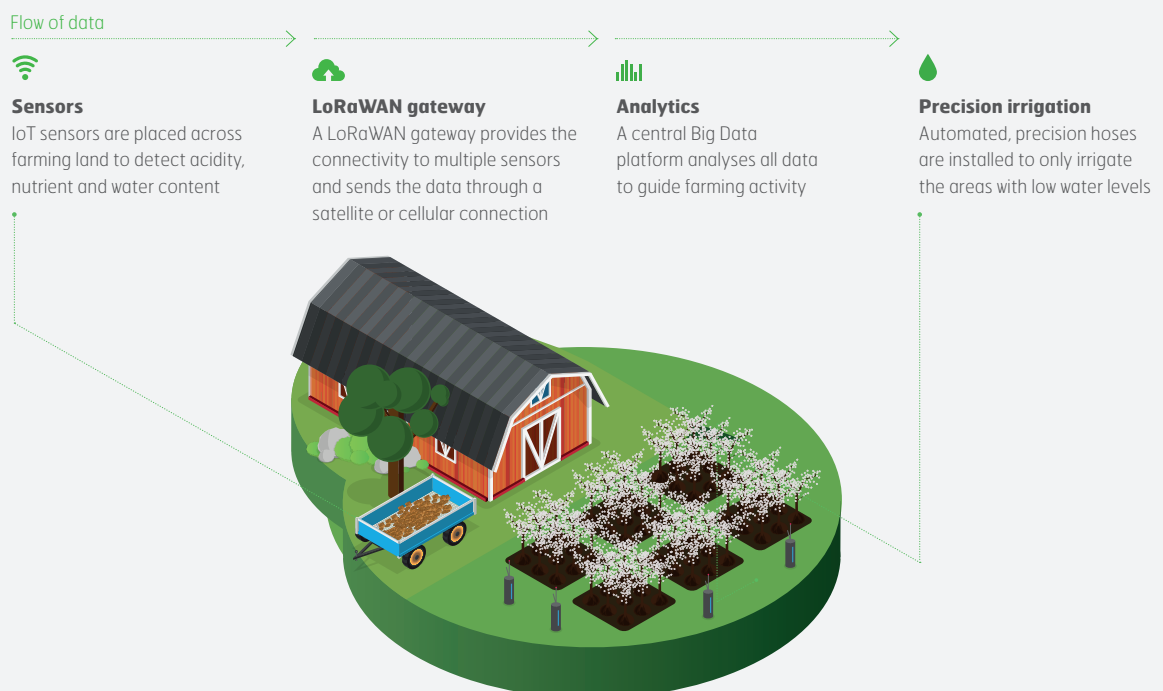 Flow of data
Sensors
IoT sensors are placed across
farming land to detect acidity,
nutrient and water content
LoRaWAN gateway
A LoRaWAN gateway provides the
connectivity to multiple sensors
and sends the data through a
satellite or cellular connection
Analytics
A central Big Data
platform analyses all data
to guide farming activity
Precision irrigation
Automated, precision hoses
are installed to only irrigate
the areas with low water levels